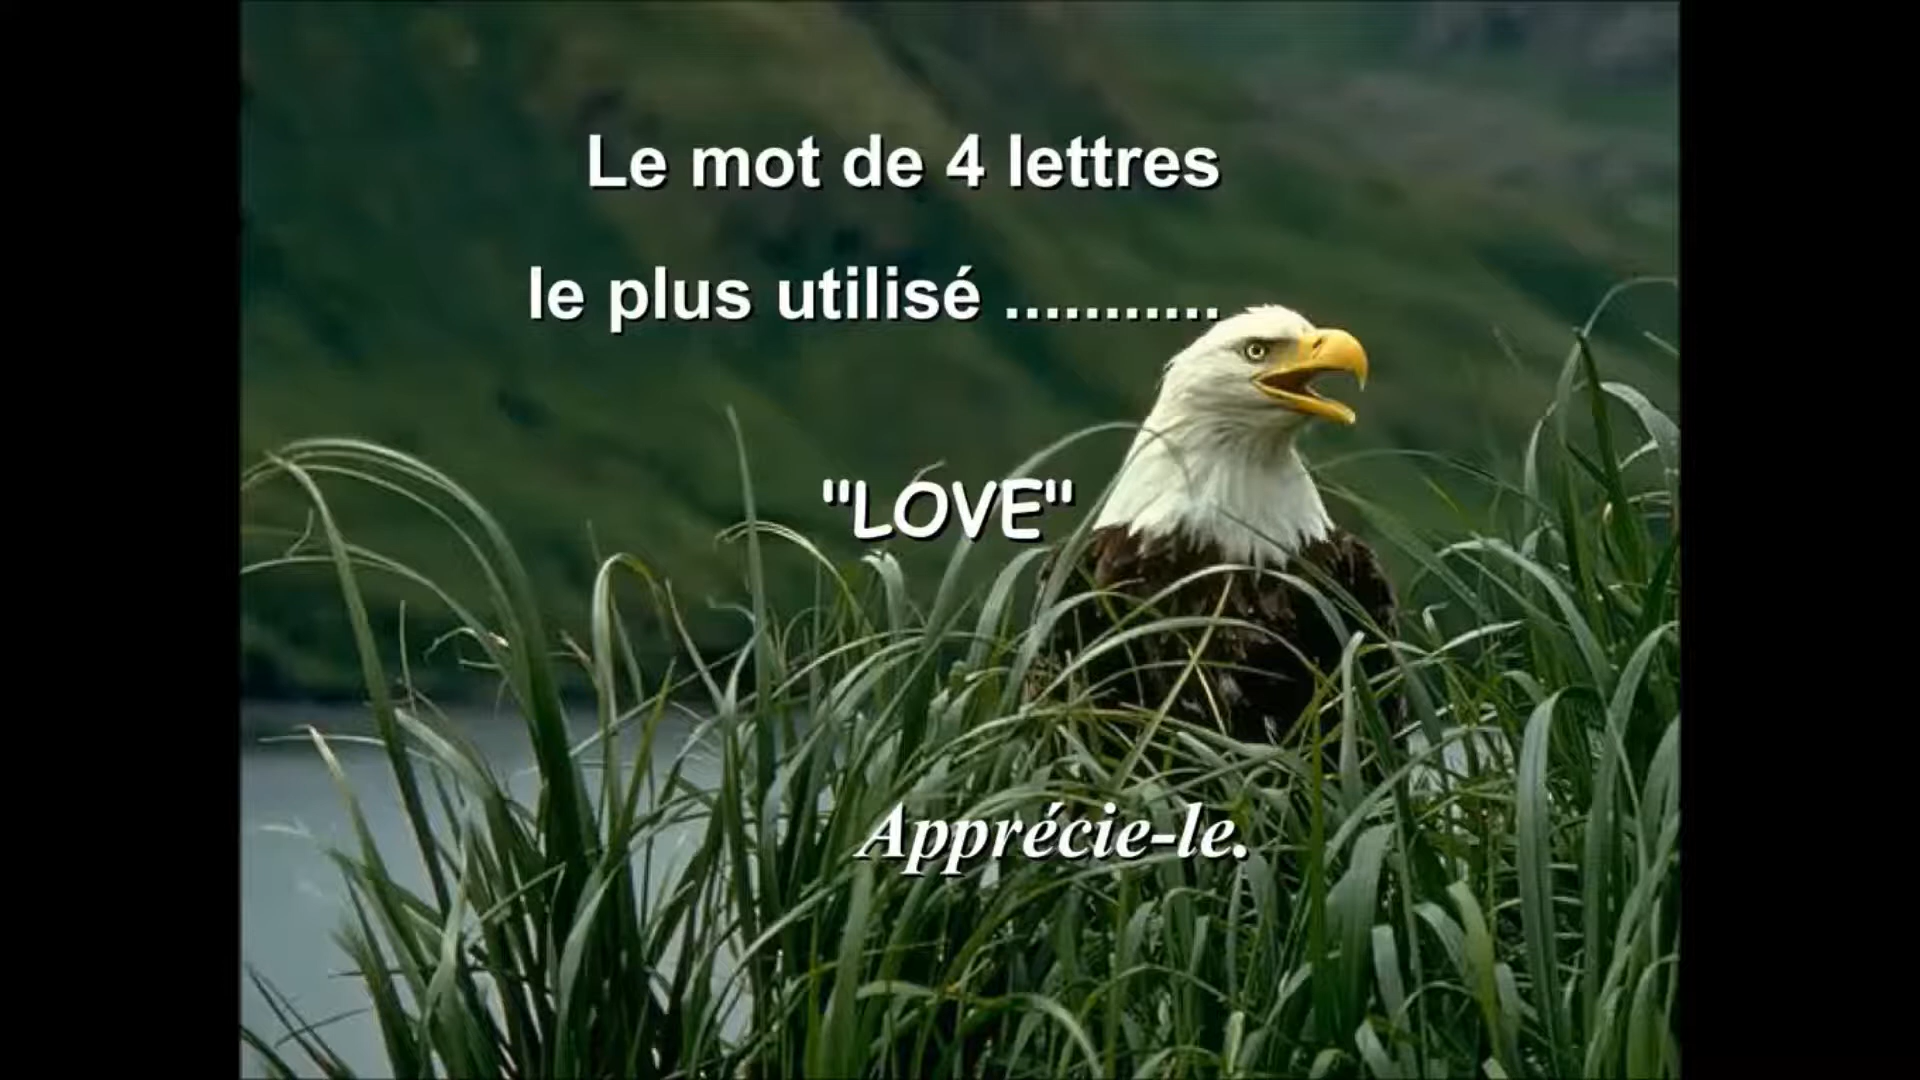 Le mot de 4 lettres
le plus utilisé ...........
"LOVE"
Apprécie-le.